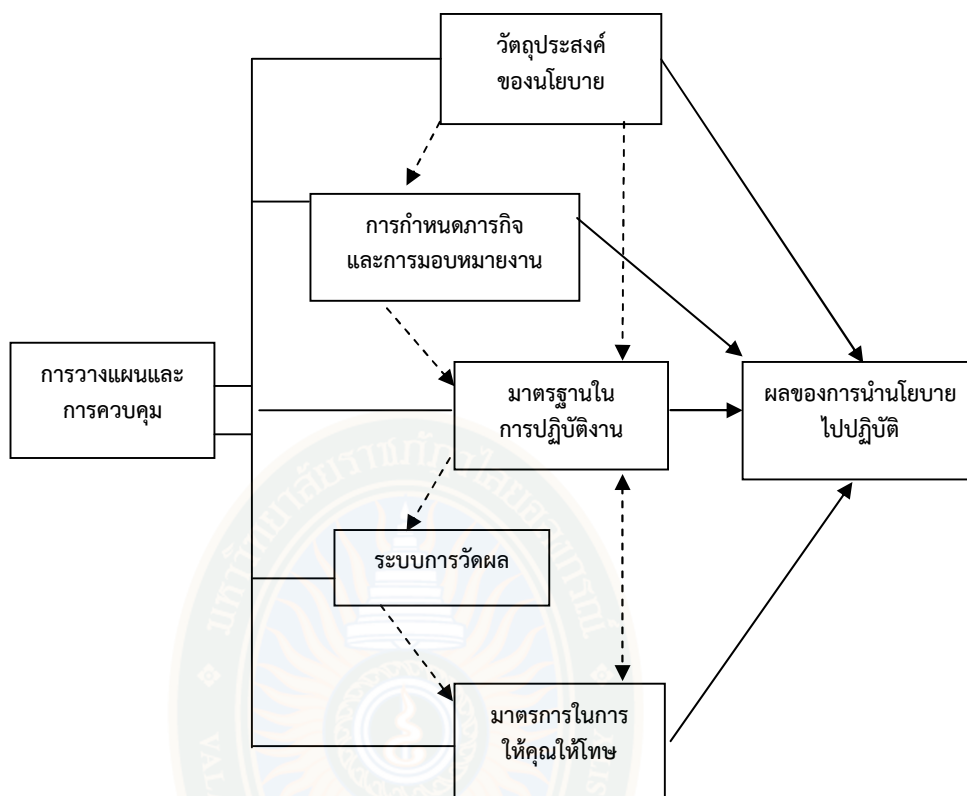 วัตถุประสงค์
ของนโยบาย
การกำหนดภารกิจ
และการมอบหมายงาน
การวางแผนและ
การควบคุม
มาตรฐานใน
การปฏิบัติงาน
ผลของการนำนโยบาย
ไปปฏิบัติ
ระบบการวัดผล
มาตรการในการ
ให้คุณให้โทษ